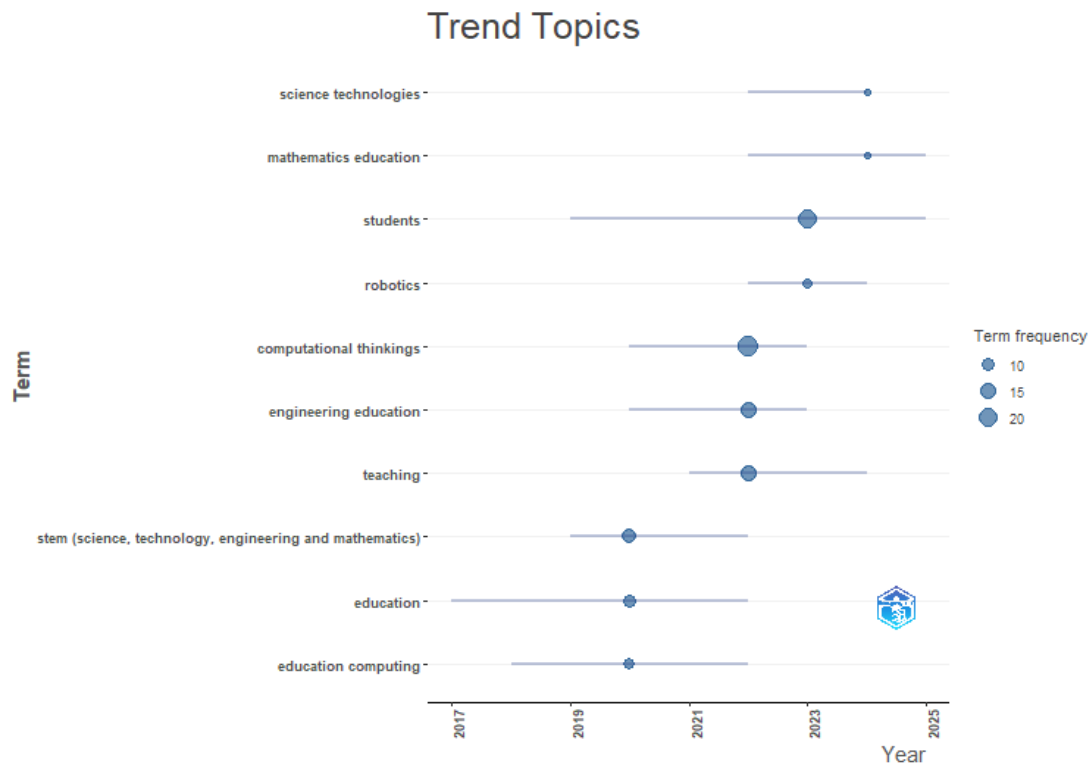 Trend Topics
science technologies
mathematics education
students
robotics
computational thinkings
engineering education
teaching
stem (science, technology, engineering and mathematics)
education
education computing
Term
2017
2019
2021
2023
2025
Year
Term frequency
10
15
20